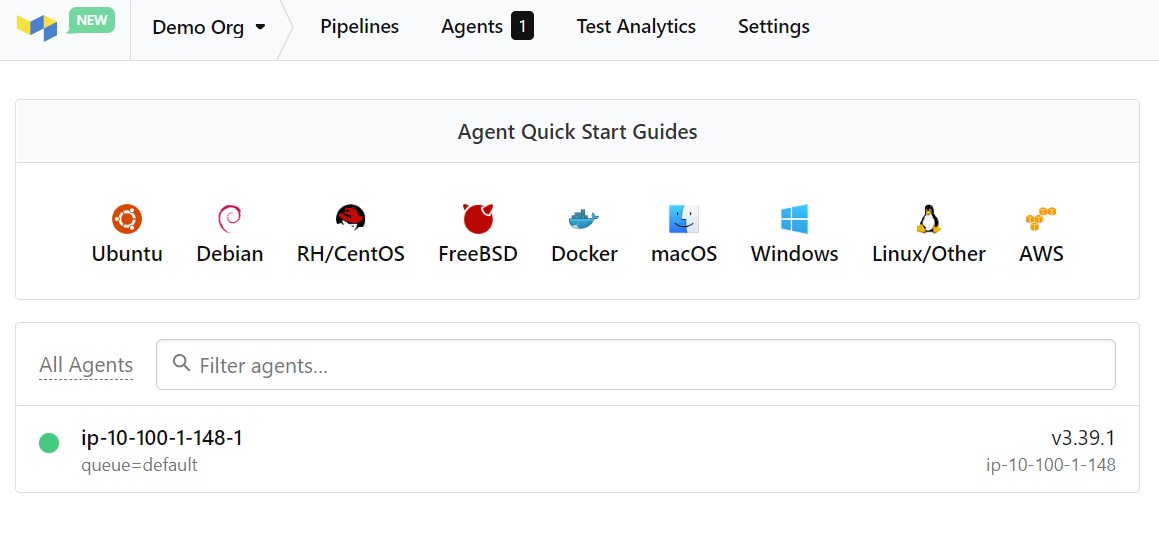 NEW
Demo Org
Pipelines
Agents 1
Test Analytics
Settings
Agent Quick Start Guides
Ubuntu
Debian
RH/CentOS
FreeBSD
Docker
macOS
Windows
Linux/Other
AWS
All Agents
Filter agents...
ip-10-100-1-148-1
v3.39.1
queue=default
ip-10-100-1-148